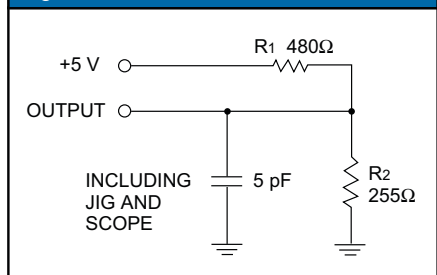 R1 480Ω
+5 V
OUTPUT
INCLUDING
JIG AND
SCOPE
5 pF
R2
255Ω